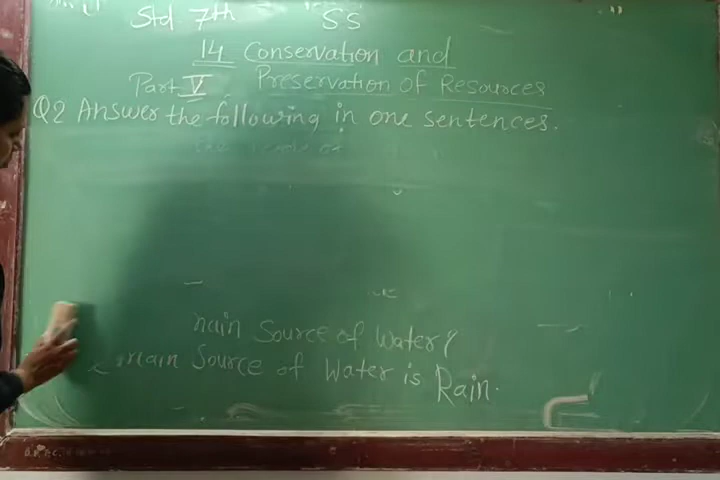 Std 7th SS
14 Conservation and
Part V Preservation of Resources
Q2 Answer the following in one sentences.
main Source of Water?
main Source of Water is Rain.